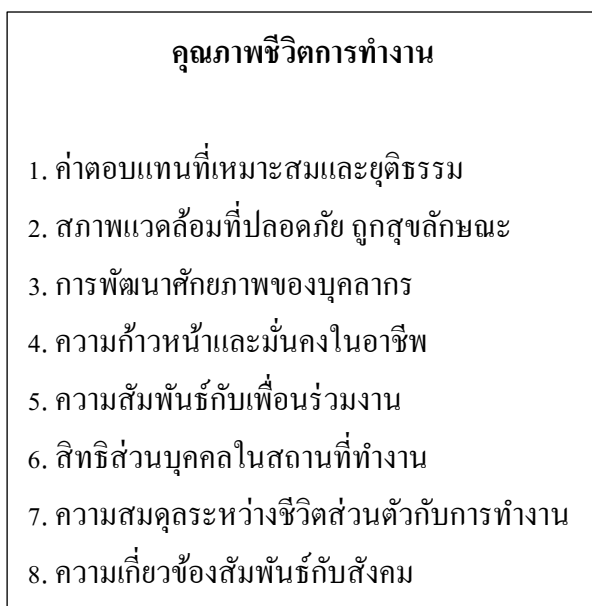 คุณภาพชีวิตการทำงาน
1. ค่าตอบแทนที่เหมาะสมและยุติธรรม
2. สภาพแวดล้อมที่ปลอดภัย ถูกสุขลักษณะ
3. การพัฒนาศักยภาพของบุคลากร
4. ความก้าวหน้าและมั่นคงในอาชีพ
5. ความสัมพันธ์กับเพื่อนร่วมงาน
6. สิทธิส่วนบุคคลในสถานที่ทำงาน
7. ความสมดุลระหว่างชีวิตส่วนตัวกับการทำงาน
8. ความเกี่ยวข้องสัมพันธ์กับสังคม